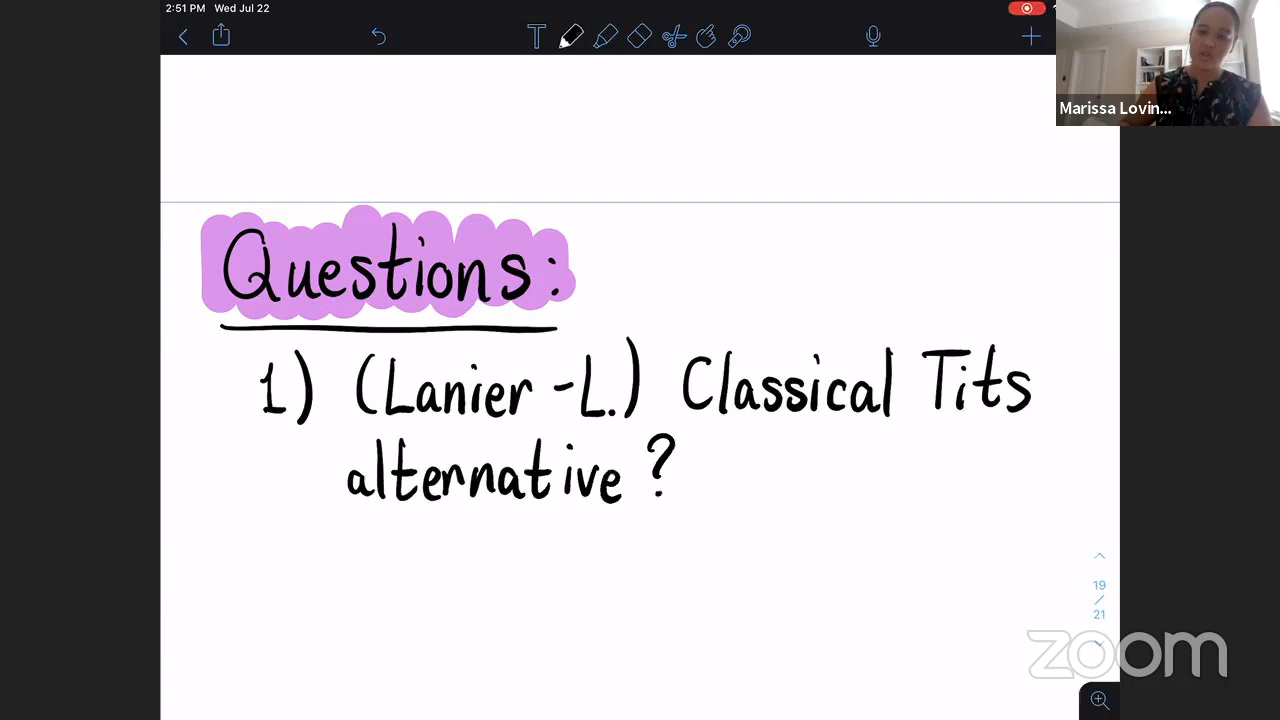 2:51 PM Wed Jul 22
Marissa Lovin...
Questions:
1) (Lanier-L.) Classical Tits
alternative?
19
/
21
zoom